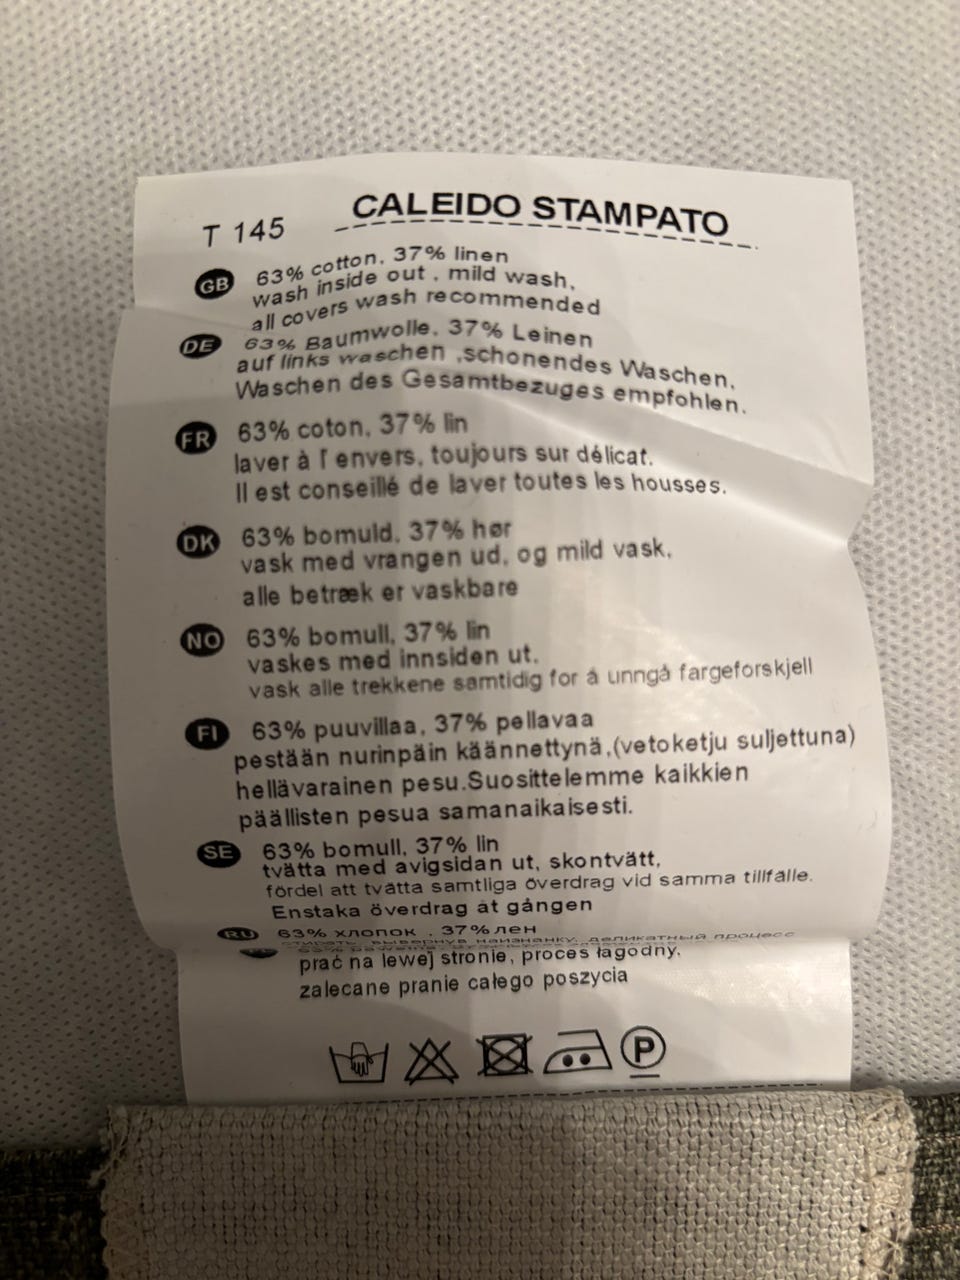 T 145
CALEIDO STAMPATO
GB 63% cotton, 37% linen
wash inside out , mild wash,
all covers wash recommended
DE 63% Baumwolle, 37% Leinen
auf links waschen ,schonendes Waschen,
Waschen des Gesamtbezuges empfohlen.
FR 63% coton, 37% lin
laver à l'envers, toujours sur délicat.
Il est conseillé de laver toutes les housses.
DK 63% bomuld, 37% hør
vask med vrangen ud, og mild vask,
alle betræk er vaskbare
NO 63% bomull, 37% lin
vaskes med innsiden ut.
vask alle trekkene samtidig for å unngå fargeforskjell
FI 63% puuvillaa, 37% pellavaa
pestään nurinpäin käännettynä,(vetoketju suljettuna)
hellävarainen pesu.Suosittelemme kaikkien
päällisten pesua samanaikaisesti.
SE 63% bomull, 37% lin
tvätta med avigsidan ut, skontvätt,
fördel att tvätta samtliga överdrag vid samma tillfälle.
Enstaka överdrag åt gången
RU 63% хлопок , 37%лен
стирать, вывернув наизнанку, деликатный процесс
prać na lewej stronie, proces łagodny,
zalecane pranie całego poszycia
P